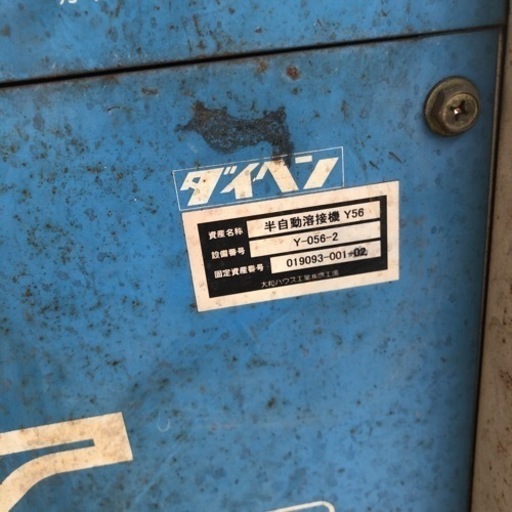 ダイヘン
資産名称 半自動溶接機 Y56
設備番号 Y-056-2
固定資産番号 019093-001-02
大和ハウス工業